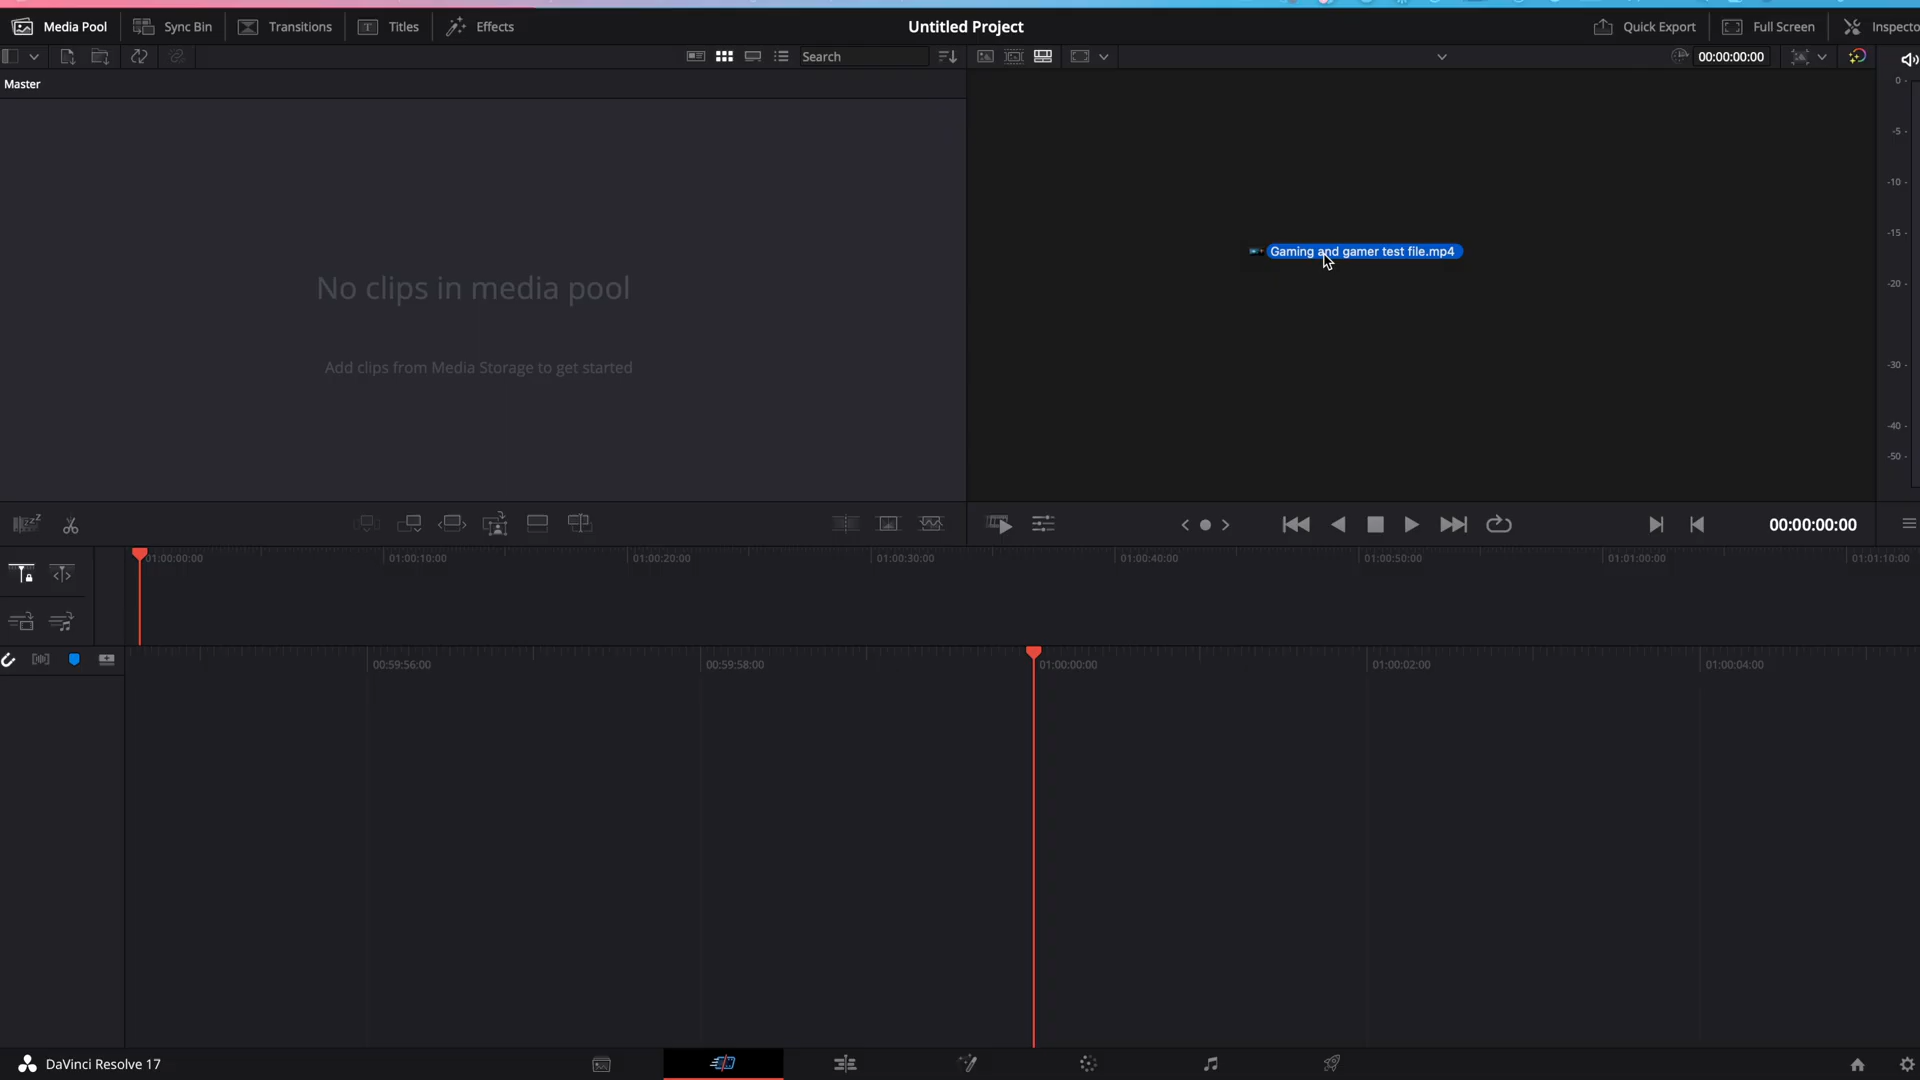 Media Pool
Sync Bin
Transitions
Titles
Effects
Untitled Project
Quick Export
Full Screen
Inspecto
Search
00:00:00:00
Master
0
-5
-10
-15
-20
-30
-40
-50
Gaming and gamer test file.mp4
No clips in media pool
Add clips from Media Storage to get started
00:00:00:00
01:00:00:00
01:00:10:00
01:00:20:00
01:00:30:00
01:00:40:00
01:00:50:00
01:01:00:00
01:01:10:00
00:59:56:00
00:59:58:00
01:00:00:00
01:00:02:00
01:00:04:00
DaVinci Resolve 17